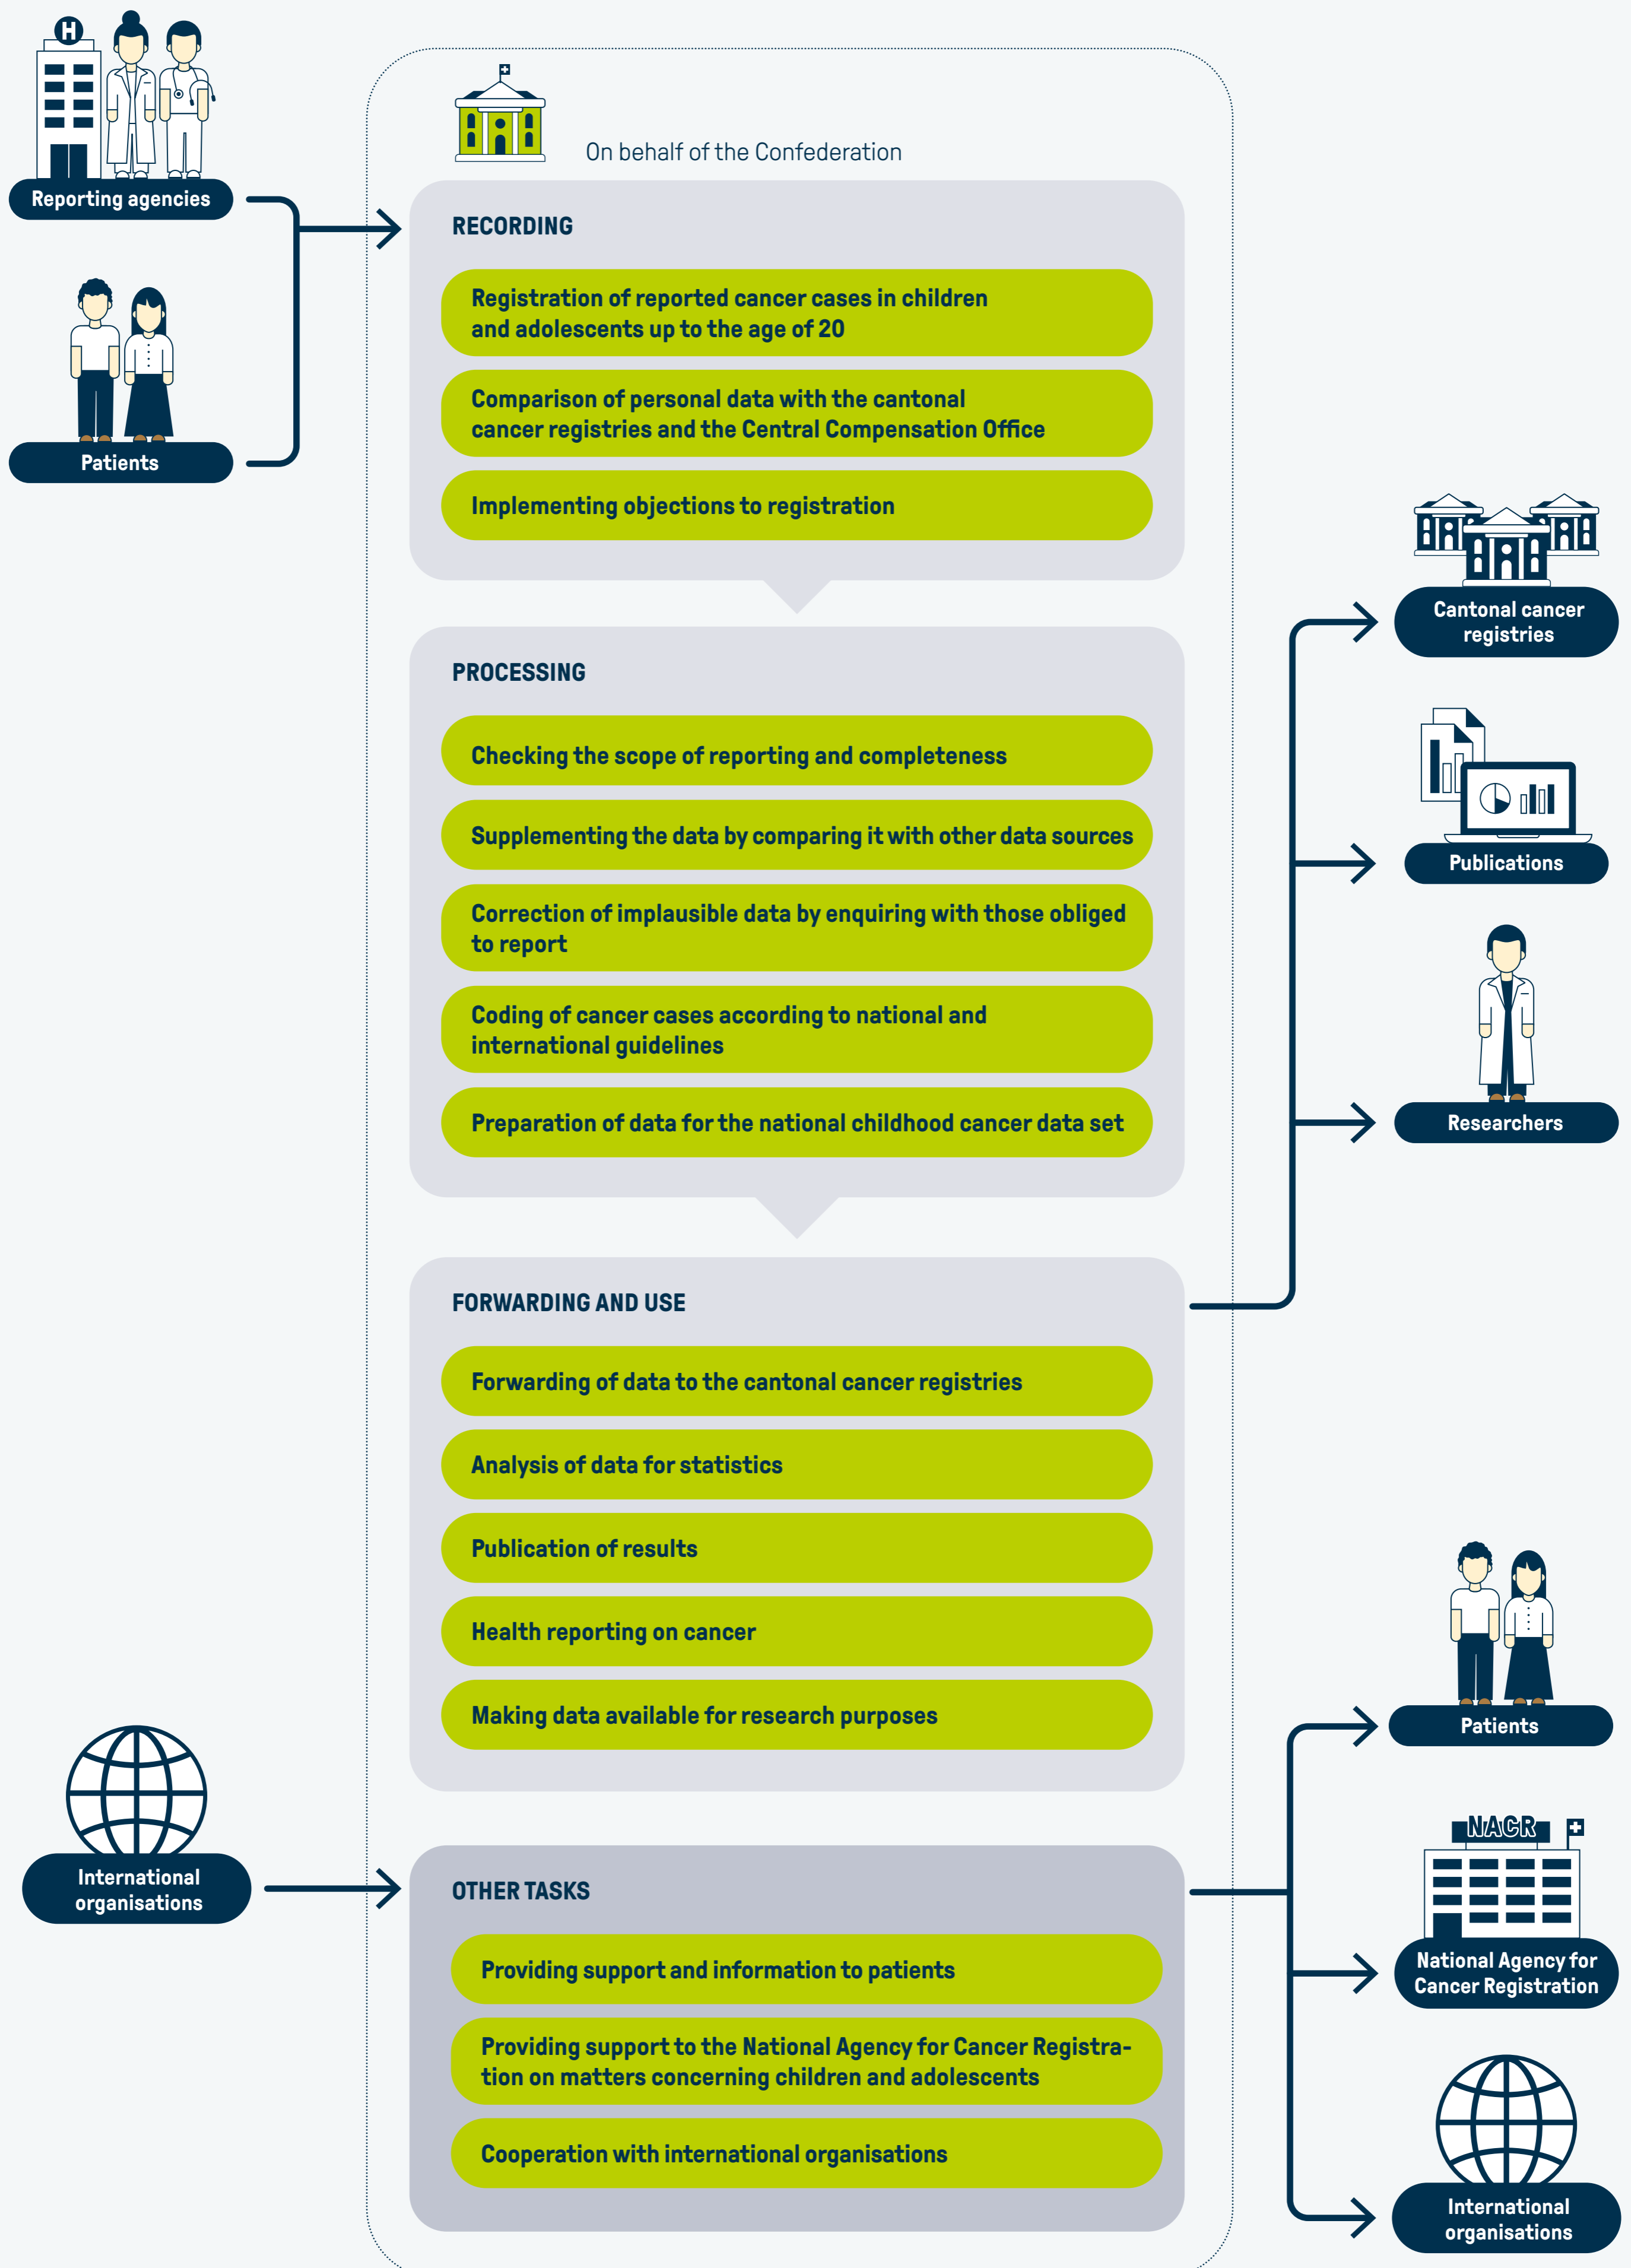 H
Reporting agencies
Patients
On behalf of the Confederation
RECORDING
Registration of reported cancer cases in children
and adolescents up to the age of 20
Comparison of personal data with the cantonal
cancer registries and the Central Compensation Office
Implementing objections to registration
PROCESSING
Checking the scope of reporting and completeness
Supplementing the data by comparing it with other data sources
Correction of implausible data by enquiring with those obliged
to report
Coding of cancer cases according to national and
international guidelines
Preparation of data for the national childhood cancer data set
Cantonal cancer
registries
Publications
Researchers
FORWARDING AND USE
Forwarding of data to the cantonal cancer registries
Analysis of data for statistics
Publication of results
Health reporting on cancer
Making data available for research purposes
International
organisations
OTHER TASKS
Providing support and information to patients
Providing support to the National Agency for Cancer Registra-
tion on matters concerning children and adolescents
Cooperation with international organisations
Patients
NACR
National Agency for
Cancer Registration
International
organisations